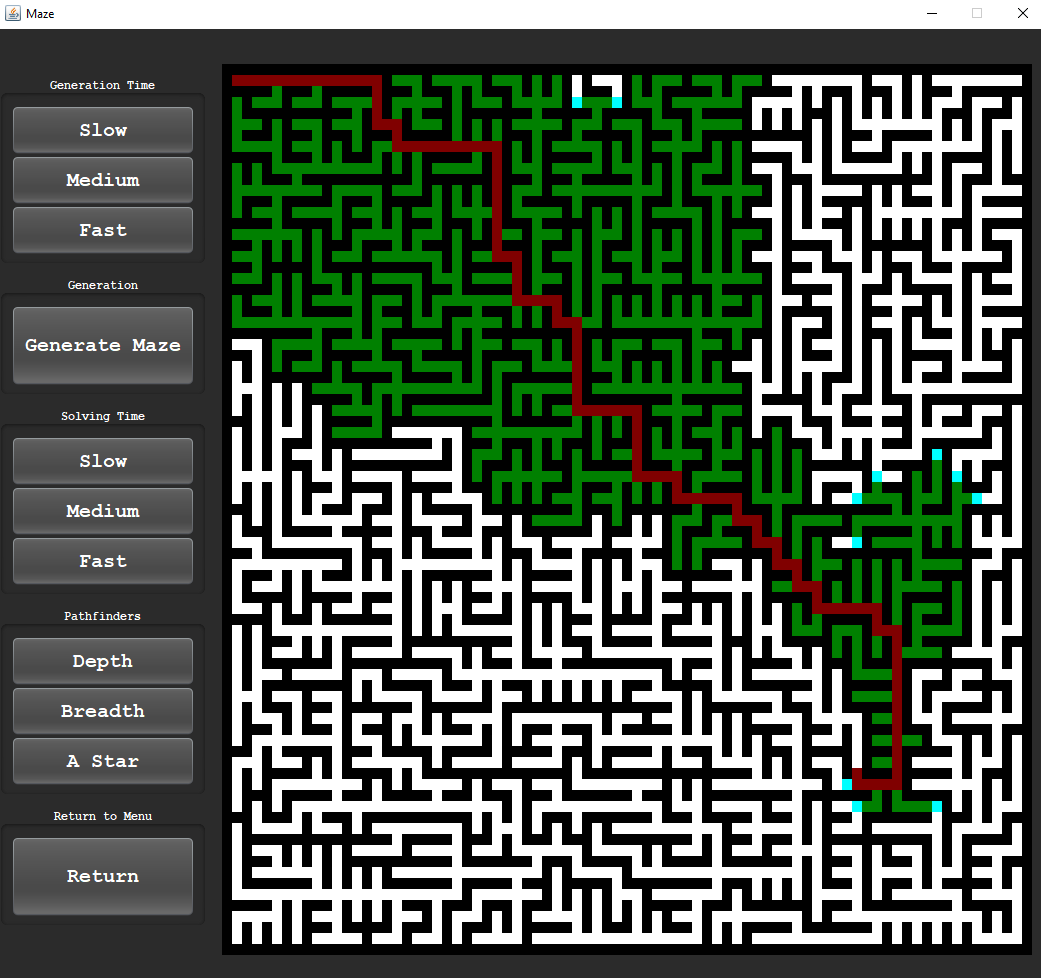 Maze
Generation Time
Slow
Medium
Fast
Generation
Generate Maze
Solving Time
Slow
Medium
Fast
Pathfinders
Depth
Breadth
A Star
Return to Menu
Return